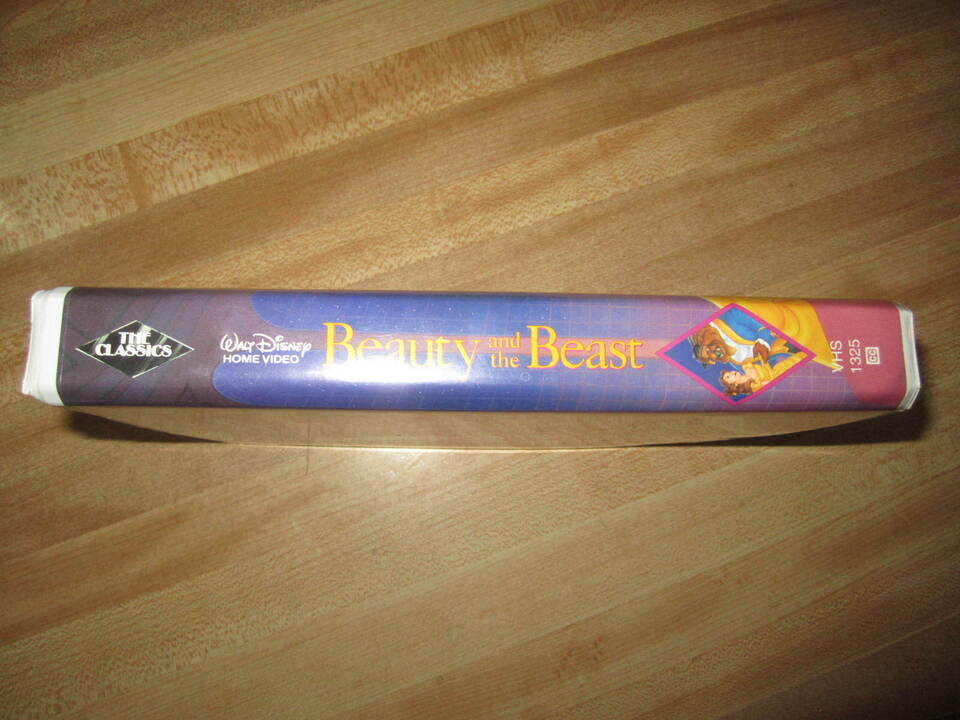 THE
CLASSICS
Walt Disney
HOME VIDEO
Beauty and the Beast
VHS
1325
CC